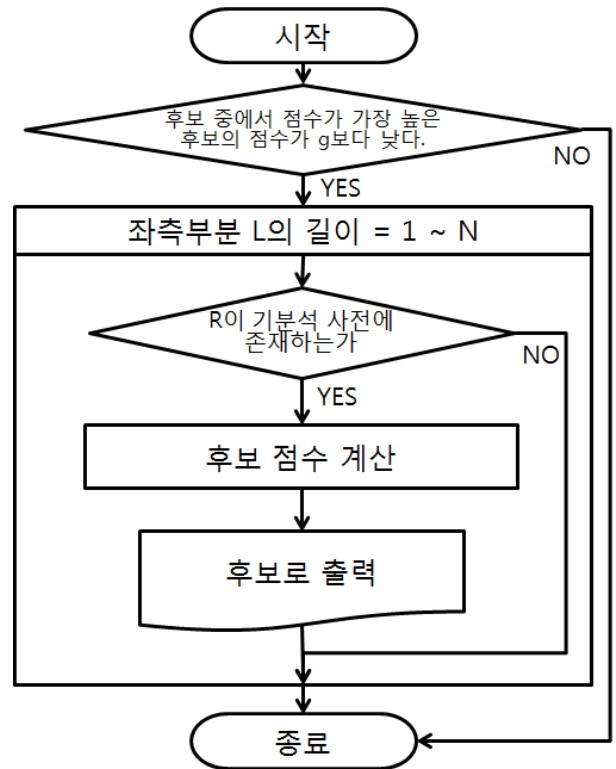 시작
후보 중에서 점수가 가장 높은
후보의 점수가 g보다 낮다.
NO
YES
좌측부분 L의 길이 = 1 ~ N
R이 기분석 사전에
존재하는가
NO
YES
후보 점수 계산
후보로 출력
종료